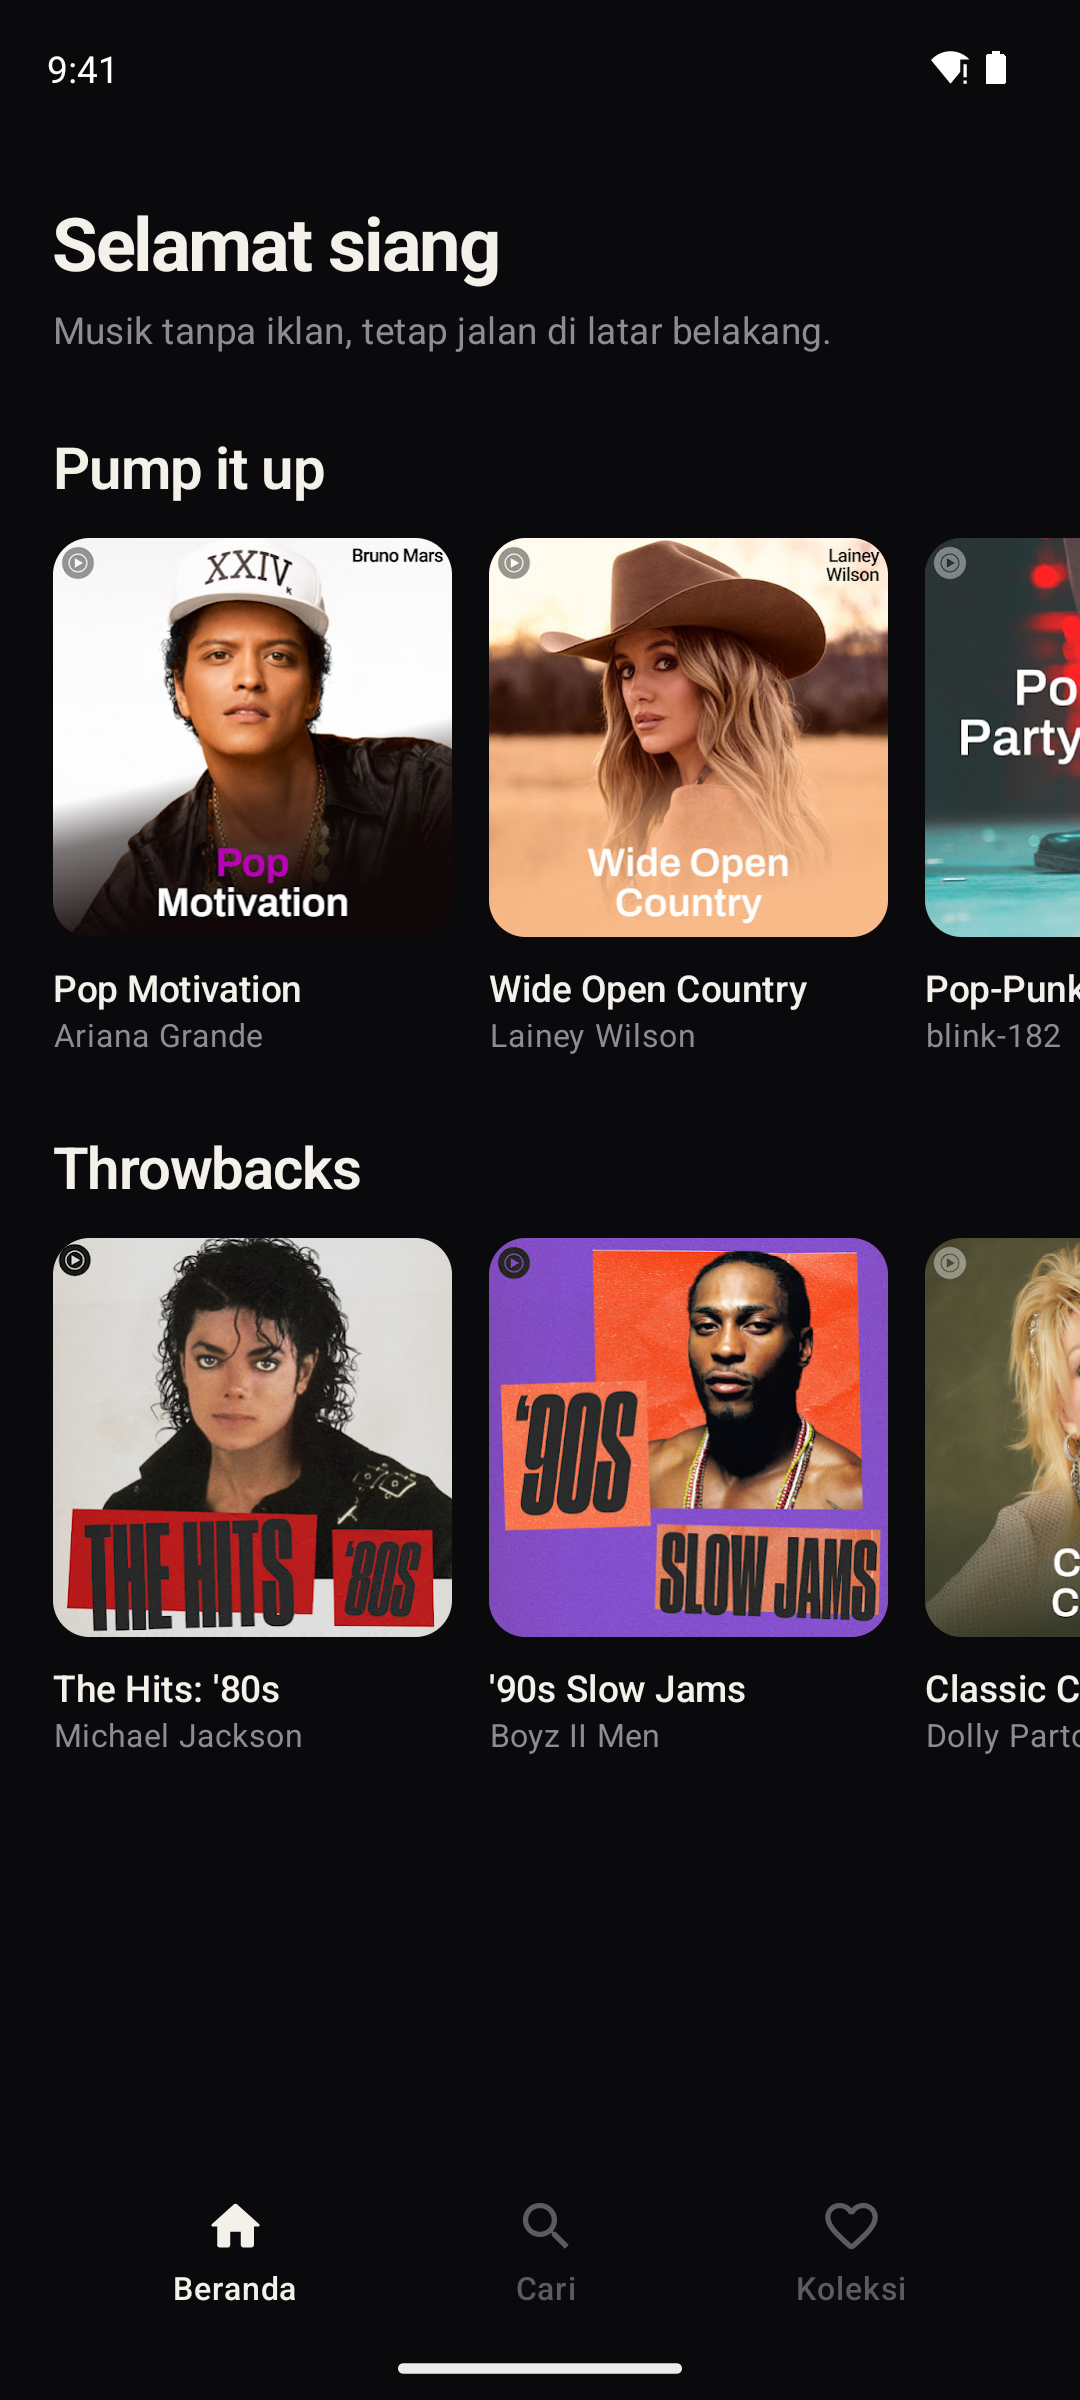 9:41
Selamat siang
Musik tanpa iklan, tetap jalan di latar belakang.
Pump it up
XXIV
K
Bruno Mars
Pop
Motivation
Lainey
Wilson
Wide Open
Country
Po
Party
Pop Motivation
Ariana Grande
Wide Open Country
Lainey Wilson
Pop-Punk
blink-182
Throwbacks
THE HITS
'80S
'90S
SLOW JAMS
C
C
The Hits: '80s
Michael Jackson
'90s Slow Jams
Boyz II Men
Classic C
Dolly Parto
Beranda
Cari
Koleksi